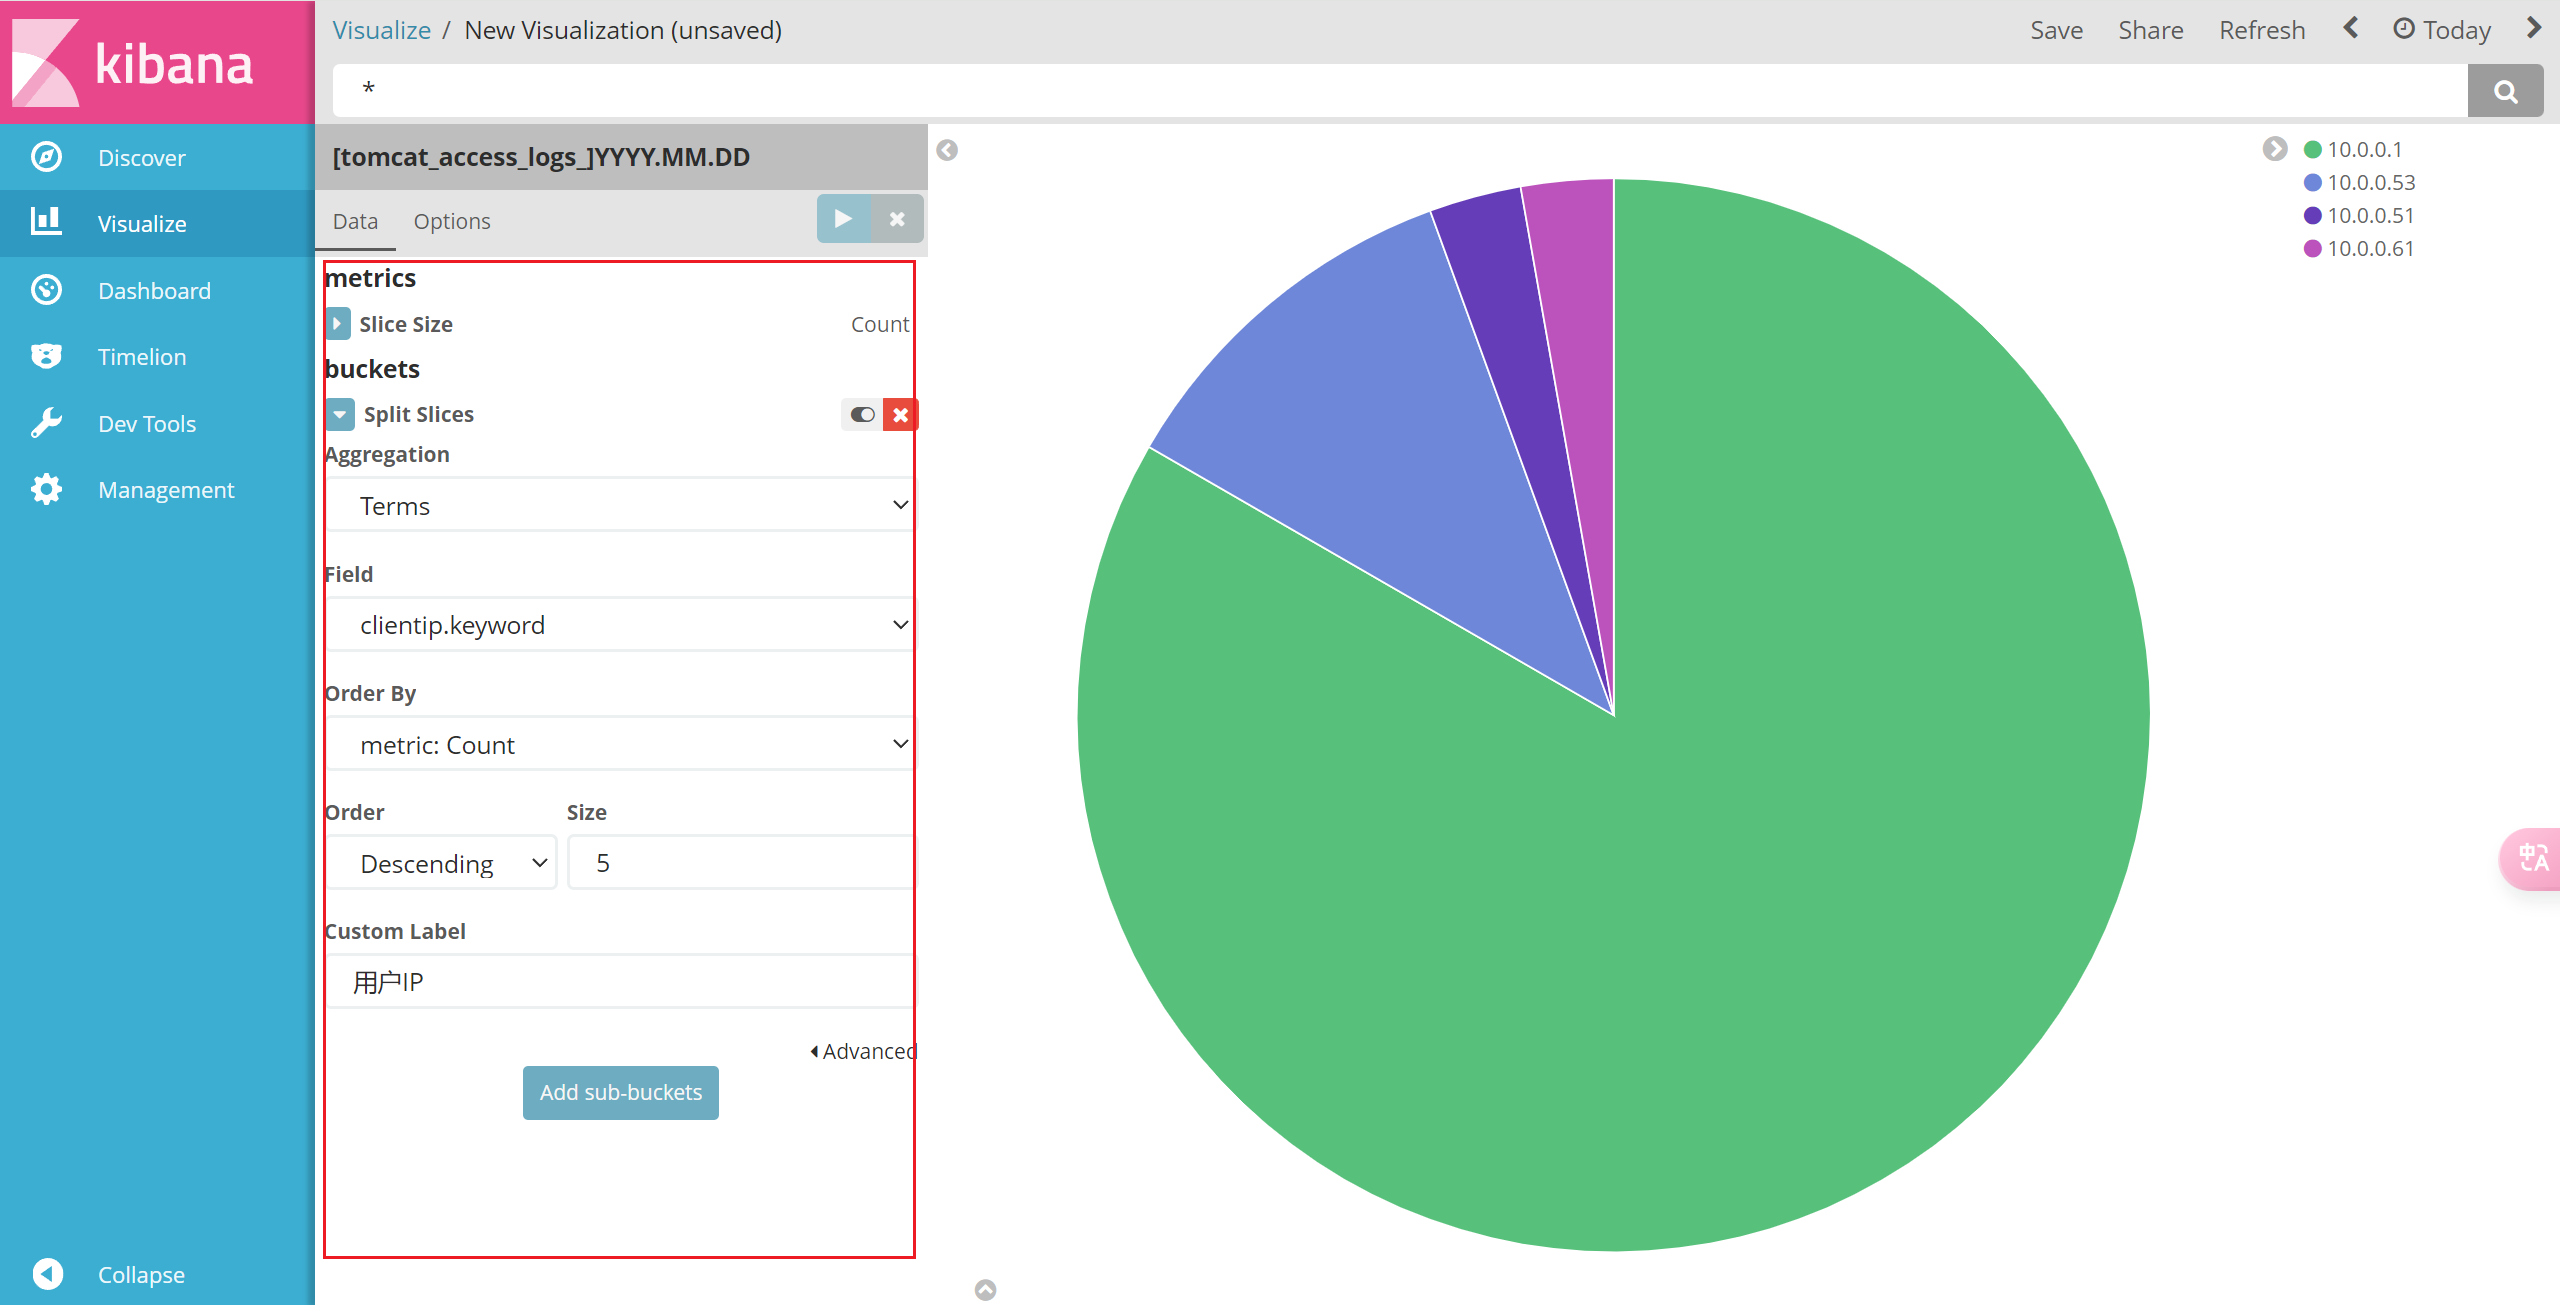 kibana
Discover
Visualize
Dashboard
Timelion
Dev Tools
Management
Collapse
Visualize / New Visualization (unsaved)
Save Share Refresh Today
*
[tomcat_access_logs_]YYYY.MM.DD
Data Options
metrics
Slice Size Count
buckets
Split Slices
Aggregation
Terms
Field
clientip.keyword
Order By
metric: Count
Order Size
Descending 5
Custom Label
用户IP
Advanced
Add sub-buckets
10.0.0.1
10.0.0.53
10.0.0.51
10.0.0.61
中A